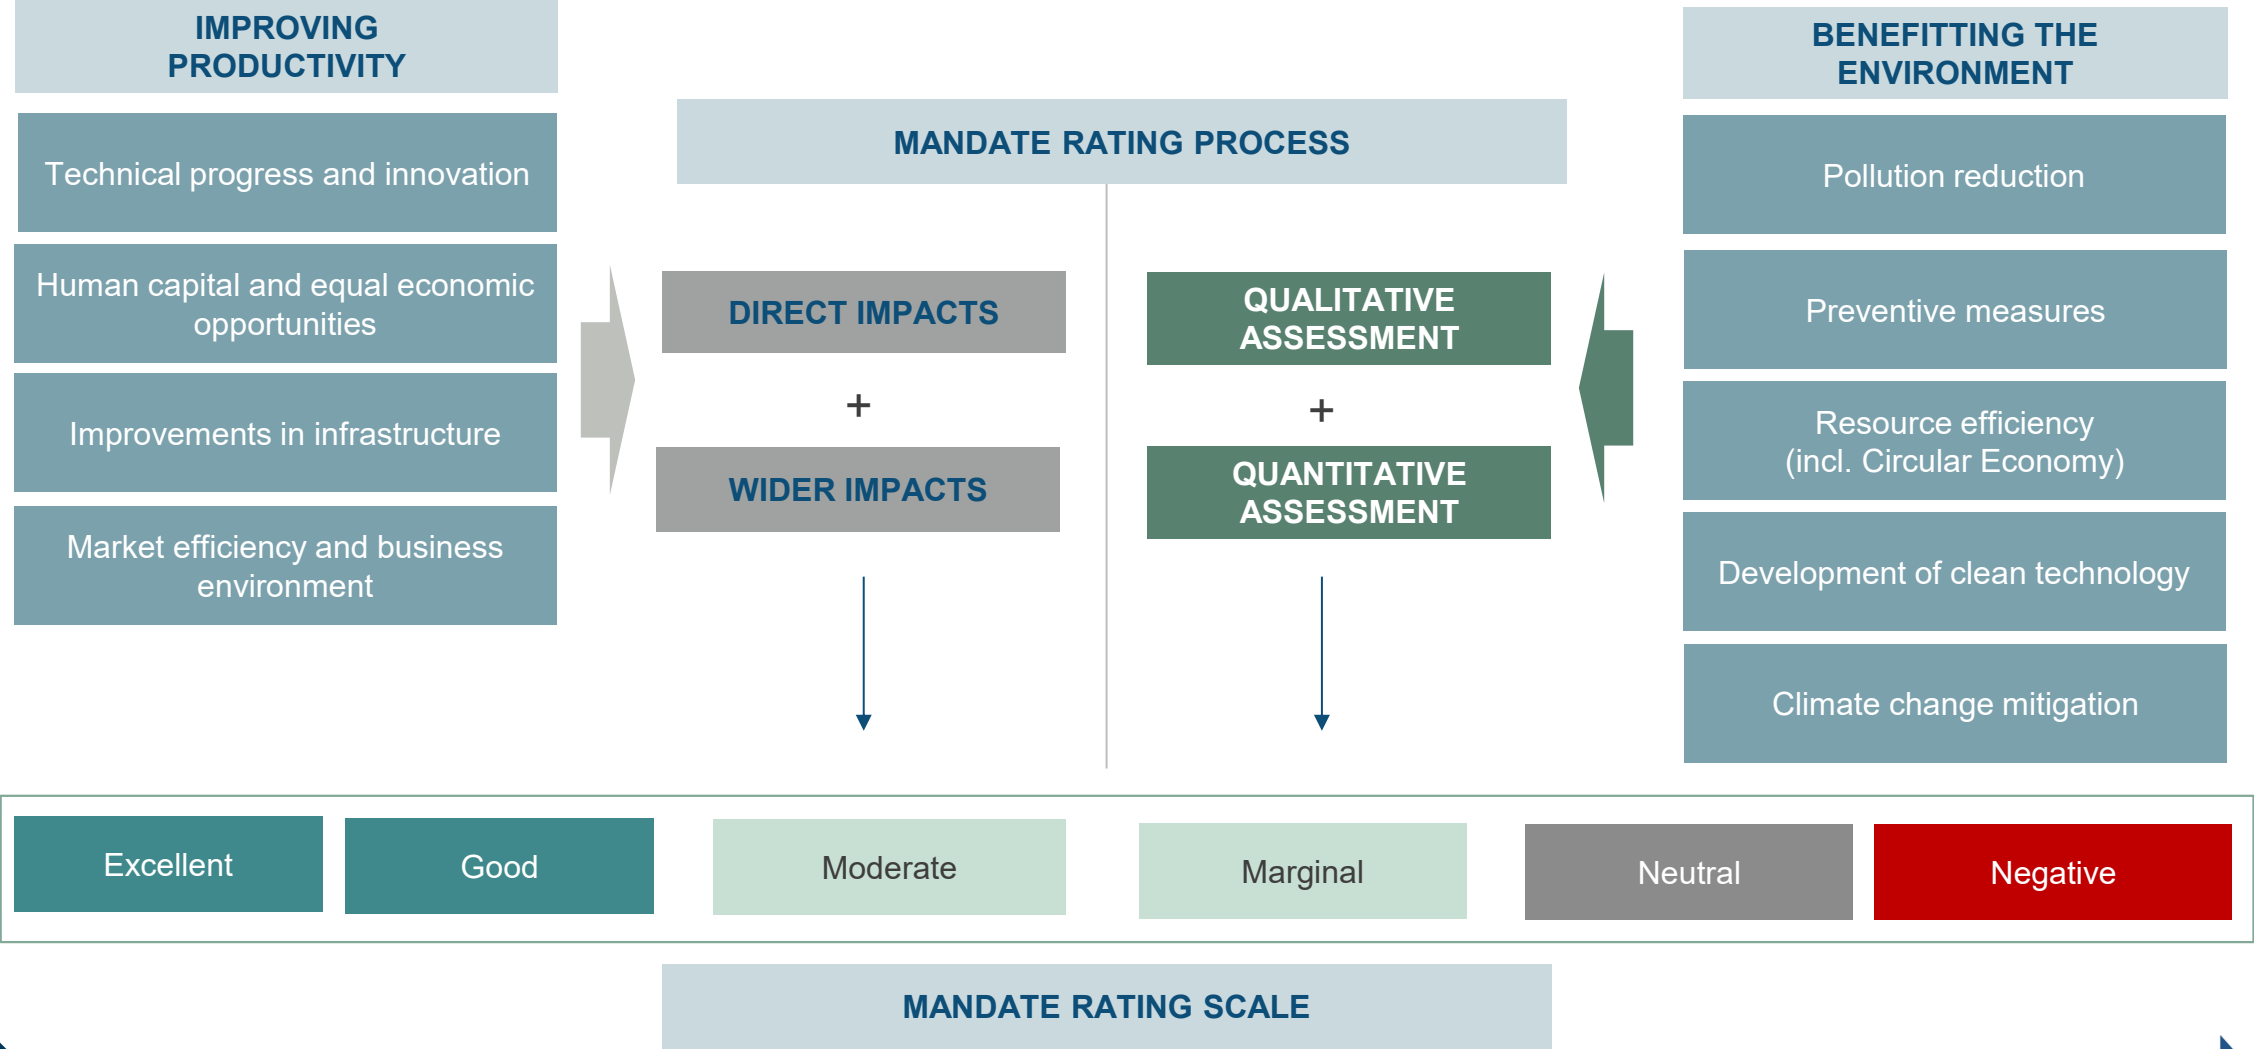 IMPROVING
PRODUCTIVITY
Technical progress and innovation
Human capital and equal economic
opportunities
Improvements in infrastructure
Market efficiency and business
environment
MANDATE RATING PROCESS
DIRECT IMPACTS
+
WIDER IMPACTS
QUALITATIVE
ASSESSMENT
+
QUANTITATIVE
ASSESSMENT
BENEFITTING THE
ENVIRONMENT
Pollution reduction
Preventive measures
Resource efficiency
(incl. Circular Economy)
Development of clean technology
Climate change mitigation
Excellent
Good
Moderate
Marginal
Neutral
Negative
MANDATE RATING SCALE